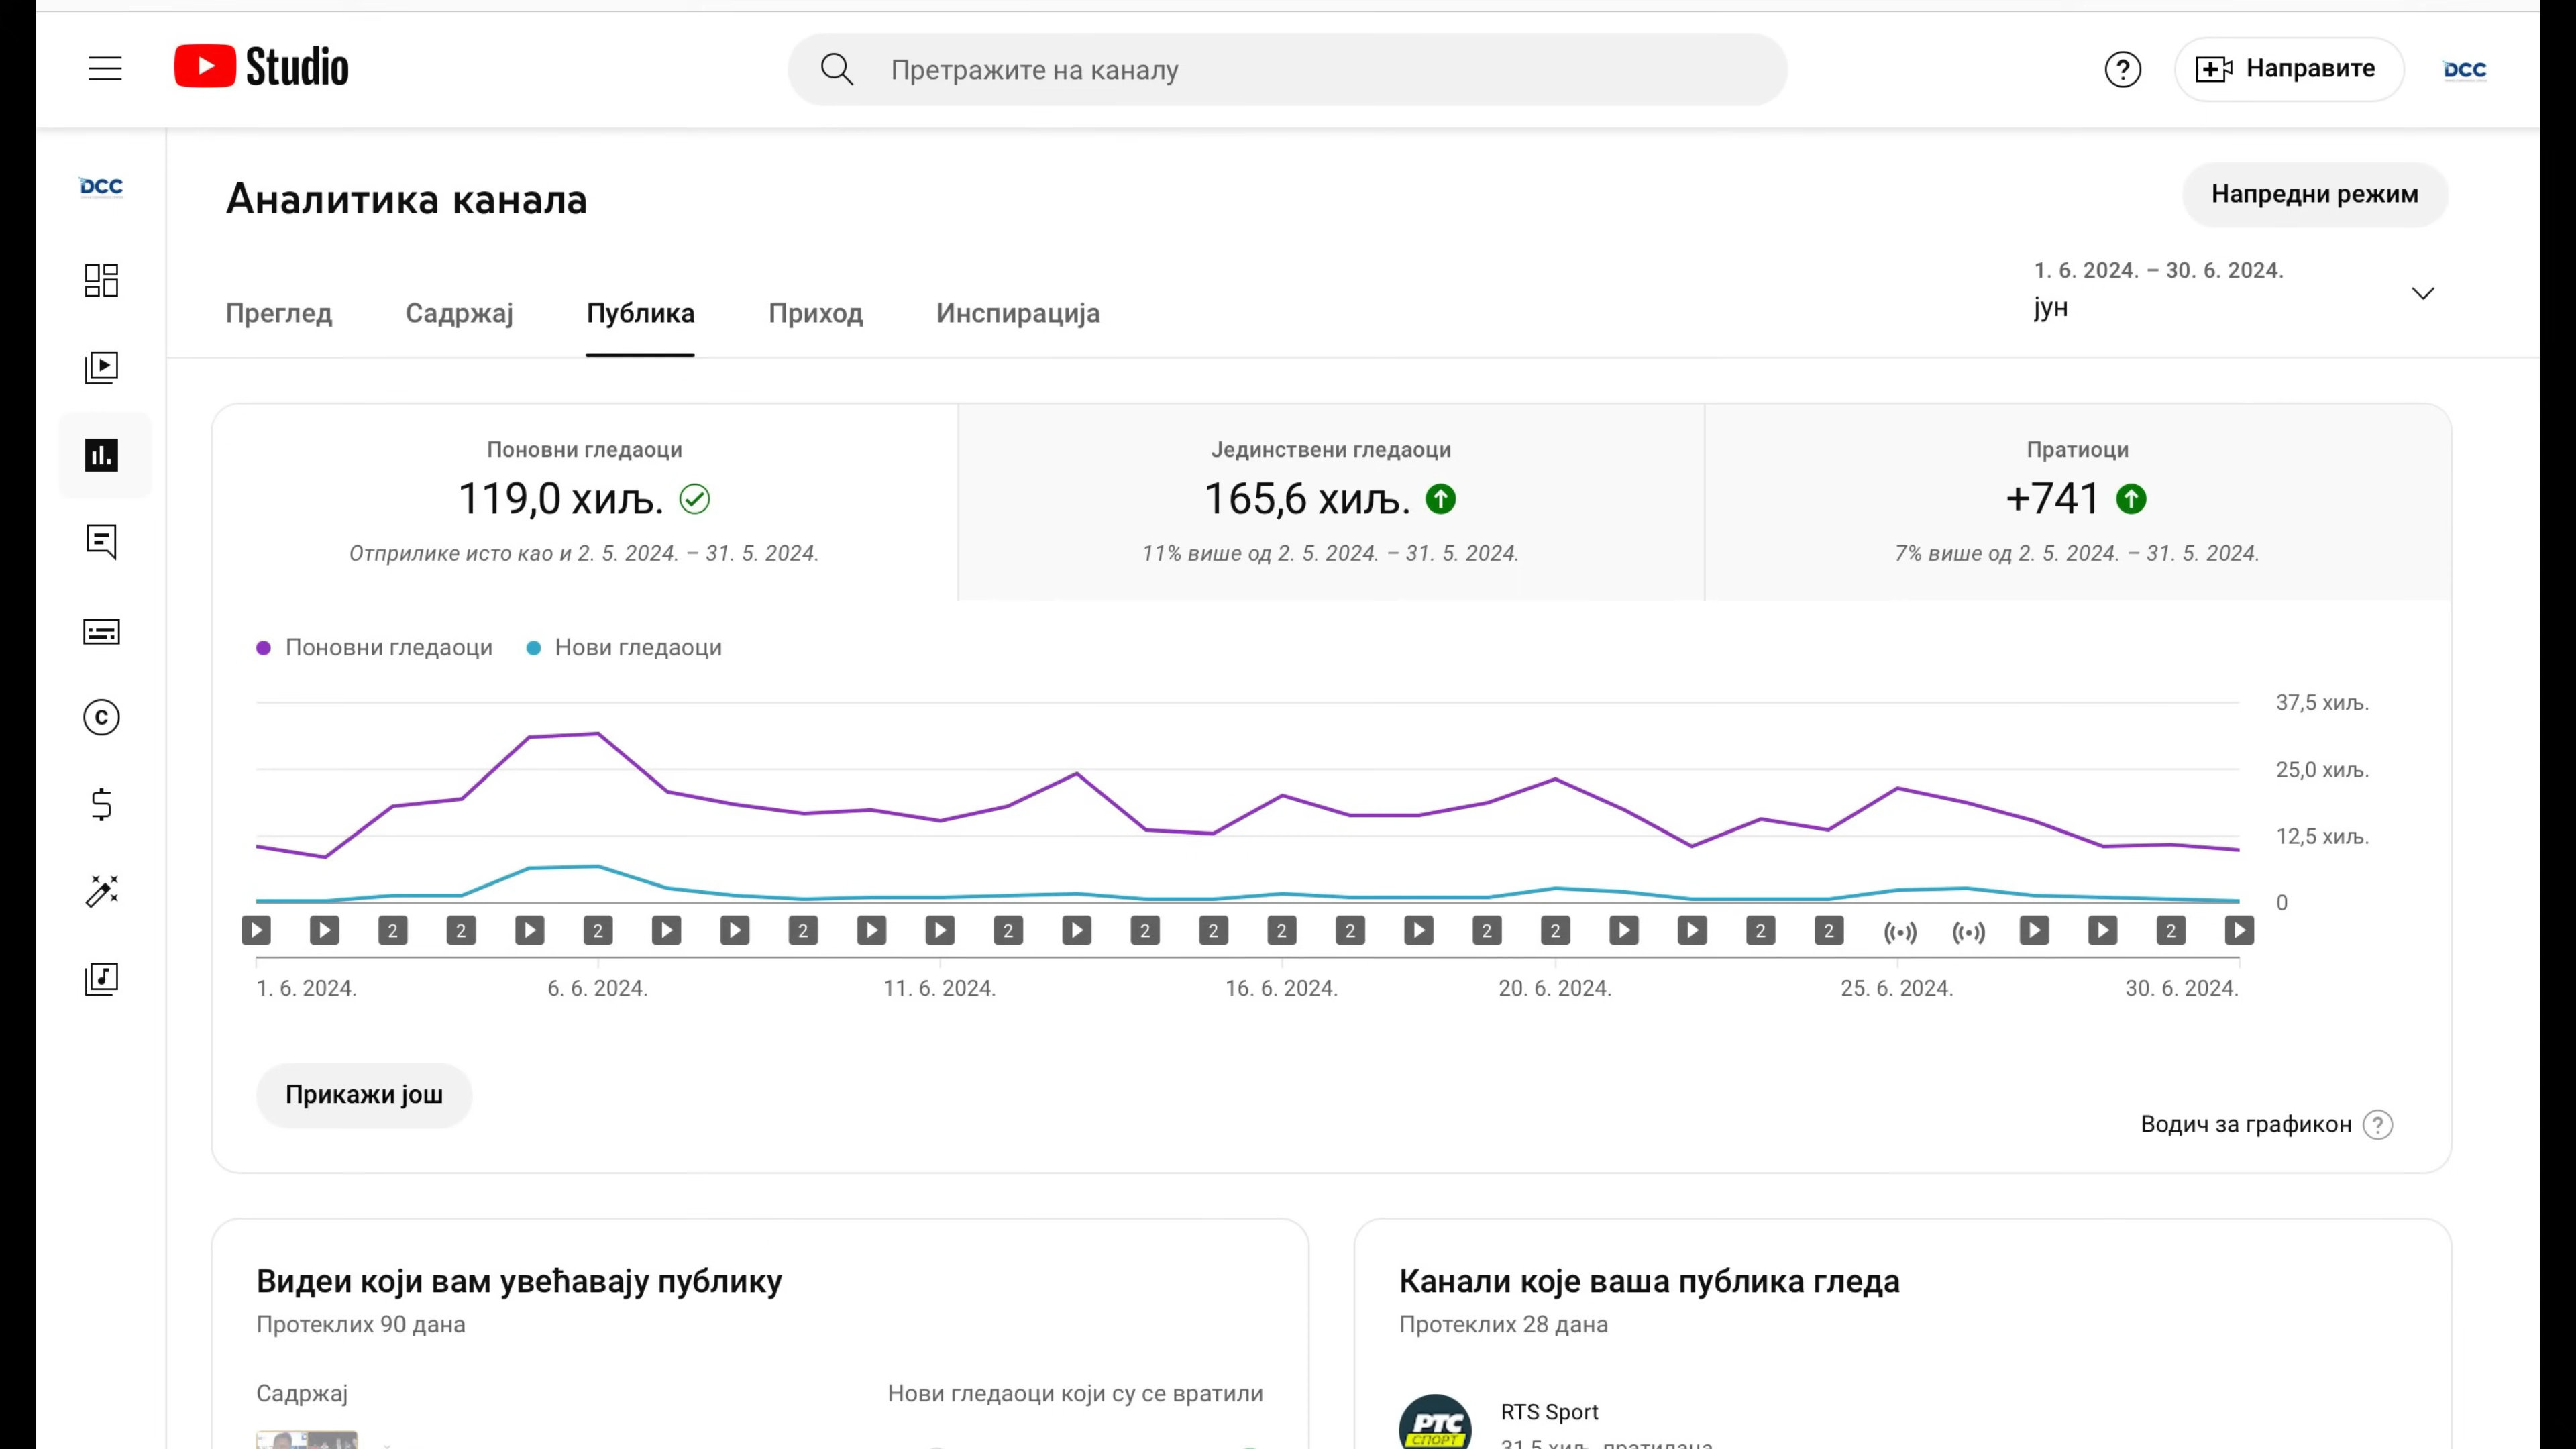 Studio
Претражите на каналу
Направите
DCC
DCC
Аналитика канала
Напредни режим
1. 6. 2024. – 30. 6. 2024.
јун
Преглед Садржај Публика Приход Инспирација
Поновни гледаоци
119,0 хиљ.
Отприлике исто као и 2. 5. 2024. – 31. 5. 2024.
Јединствени гледаоци
165,6 хиљ.
11% више од 2. 5. 2024. – 31. 5. 2024.
Пратиоци
+741
7% више од 2. 5. 2024. – 31. 5. 2024.
Поновни гледаоци Нови гледаоци
37,5 хиљ.
25,0 хиљ.
12,5 хиљ.
0
2 2 2 2 2 2 2 2 2 2 2 2 2 2
1. 6. 2024. 6. 6. 2024. 11. 6. 2024. 16. 6. 2024. 20. 6. 2024. 25. 6. 2024. 30. 6. 2024.
Прикажи још
Водич за графикон
Видеи који вам увећавају публику
Протеклих 90 дана
Садржај Нови гледаоци који су се вратили
Канали које ваша публика гледа
Протеклих 28 дана
РТС
СПОРТ
RTS Sport